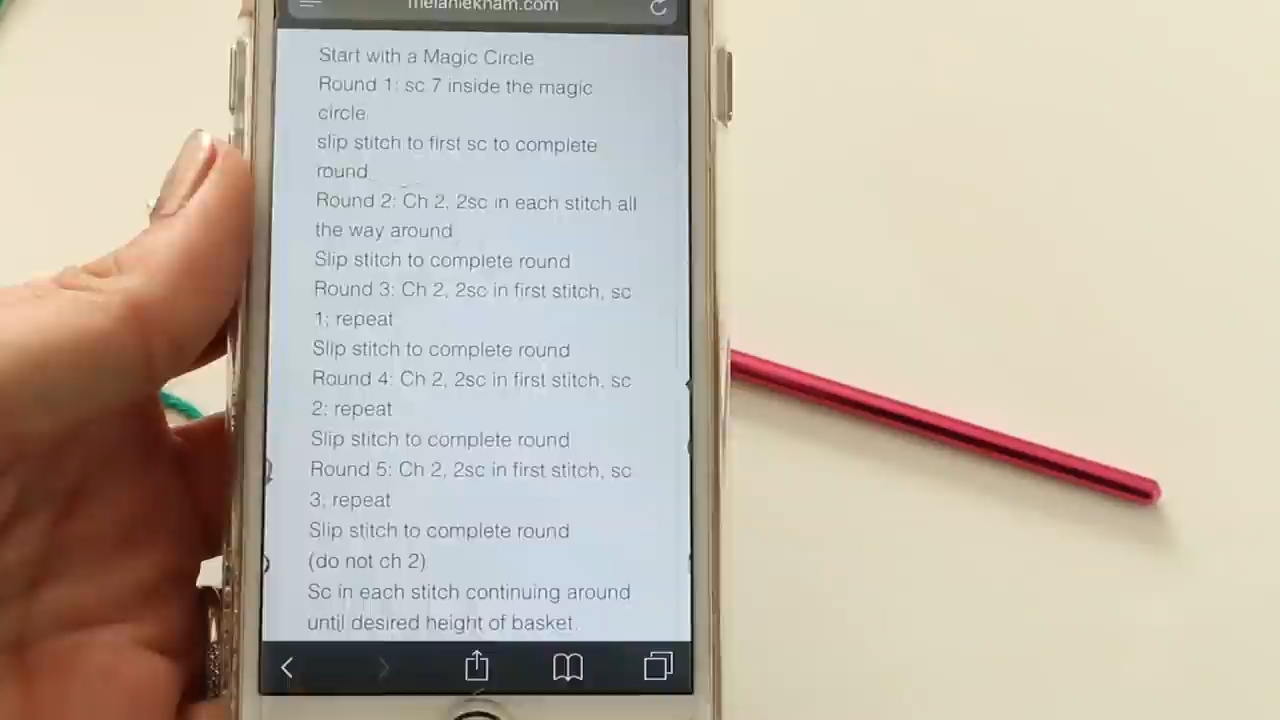 melaniekham.com
Start with a Magic Circle
Round 1: sc 7 inside the magic
circle.
slip stitch to first sc to complete
round
Round 2: Ch 2, 2sc in each stitch all
the way around
Slip stitch to complete round
Round 3: Ch 2, 2sc in first stitch, sc
1; repeat
Slip stitch to complete round
Round 4: Ch 2, 2sc in first stitch, sc
2; repeat
Slip stitch to complete round
Round 5: Ch 2, 2sc in first stitch, sc
3; repeat
Slip stitch to complete round
(do not ch 2)
Sc in each stitch continuing around
until desired height of basket.